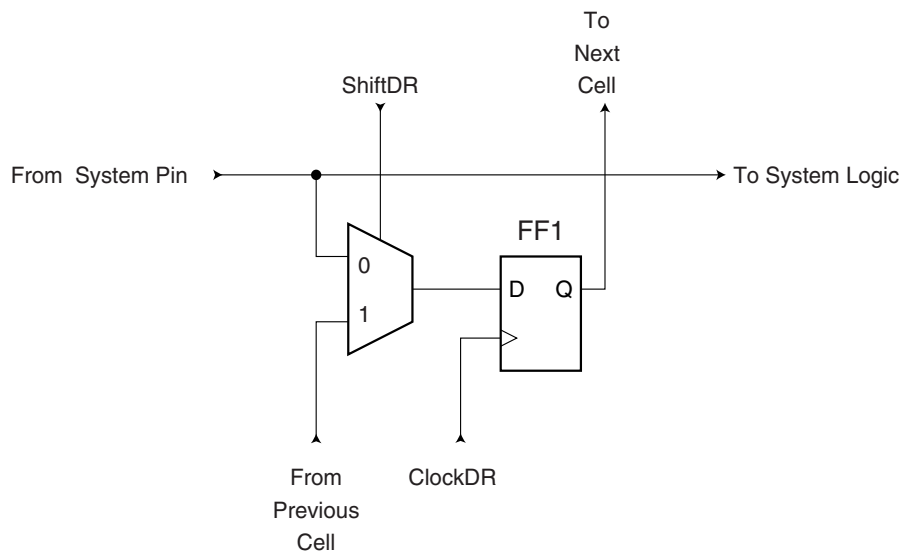 To
Next
Cell
ShiftDR
From System Pin
To System Logic
FF1
0
D Q
1
From
Previous
Cell
ClockDR